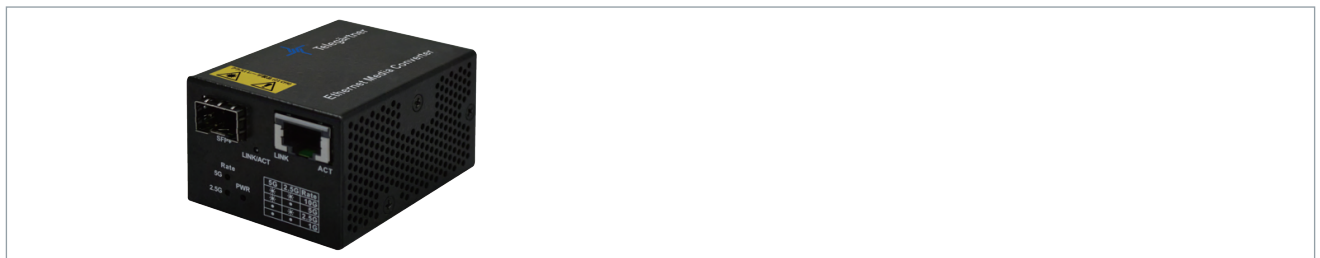 Telegärtner
Ethernet Media Converter
SFP+
LINK/ACT
LINK
ACT
Rate
5G
2.5G
PWR
5G 2.5G Rate
10G
5G
2.5G
1G